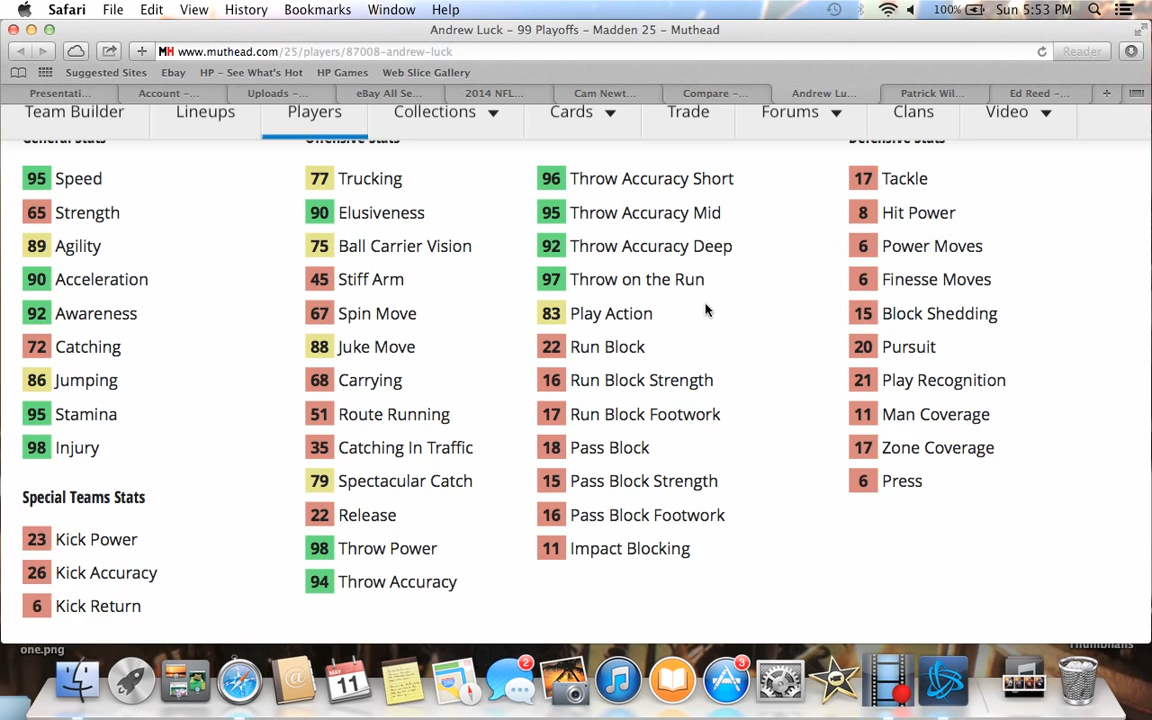 Safari File Edit View History Bookmarks Window Help 100% Sun 5:53 PM
Andrew Luck – 99 Playoffs – Madden 25 – Muthead
MH www.muthead.com/25/players/87008-andrew-luck Reader
Suggested Sites Ebay HP – See What's Hot HP Games Web Slice Gallery
Presentati... Account –... Uploads –... eBay All Se... 2014 NFL... Cam Newt... Compare –... Andrew Lu... Patrick Wil... Ed Reed –...
Team Builder Lineups Players Collections Cards Trade Forums Clans Video
General Stats
95 Speed
65 Strength
89 Agility
90 Acceleration
92 Awareness
72 Catching
86 Jumping
95 Stamina
98 Injury
Special Teams Stats
23 Kick Power
26 Kick Accuracy
6 Kick Return
Offensive Stats
77 Trucking
90 Elusiveness
75 Ball Carrier Vision
45 Stiff Arm
67 Spin Move
88 Juke Move
68 Carrying
51 Route Running
35 Catching In Traffic
79 Spectacular Catch
22 Release
98 Throw Power
94 Throw Accuracy
96 Throw Accuracy Short
95 Throw Accuracy Mid
92 Throw Accuracy Deep
97 Throw on the Run
83 Play Action
22 Run Block
16 Run Block Strength
17 Run Block Footwork
18 Pass Block
15 Pass Block Strength
16 Pass Block Footwork
11 Impact Blocking
Defensive Stats
17 Tackle
8 Hit Power
6 Power Moves
6 Finesse Moves
15 Block Shedding
20 Pursuit
21 Play Recognition
11 Man Coverage
17 Zone Coverage
6 Press
one.png
Thumbnails
MAY
11
2
3